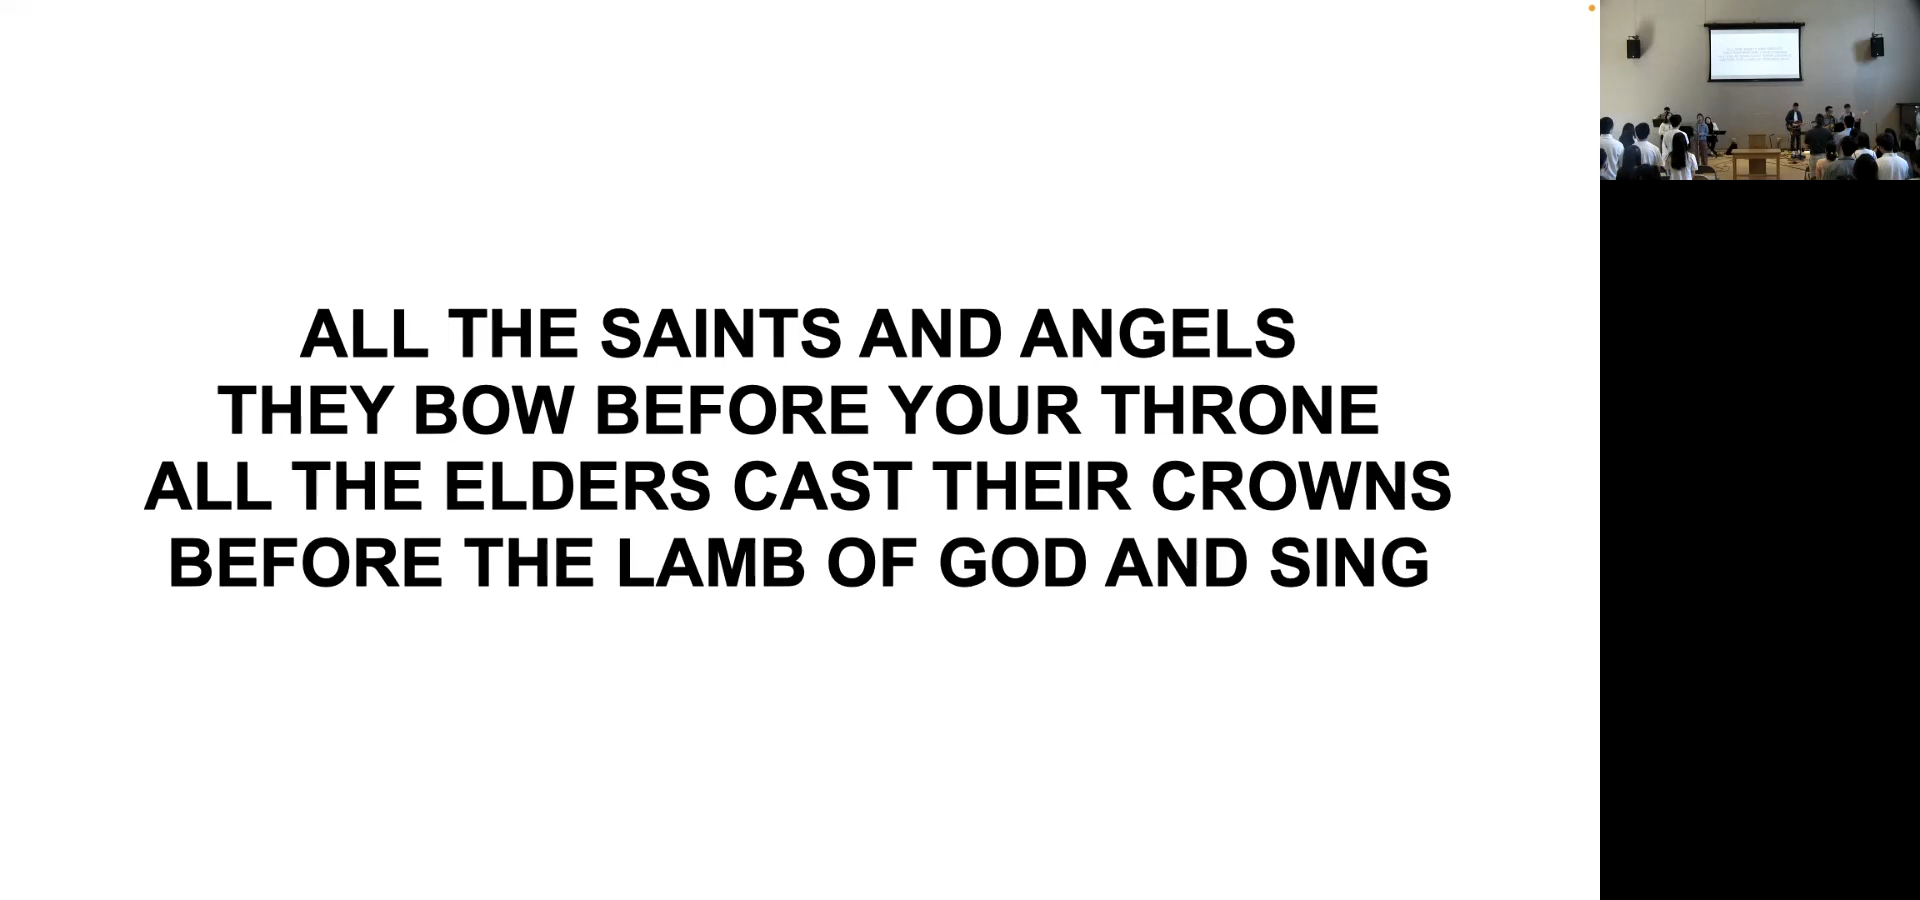 ALL THE SAINTS AND ANGELS
THEY BOW BEFORE YOUR THRONE
ALL THE ELDERS CAST THEIR CROWNS
BEFORE THE LAMB OF GOD AND SING